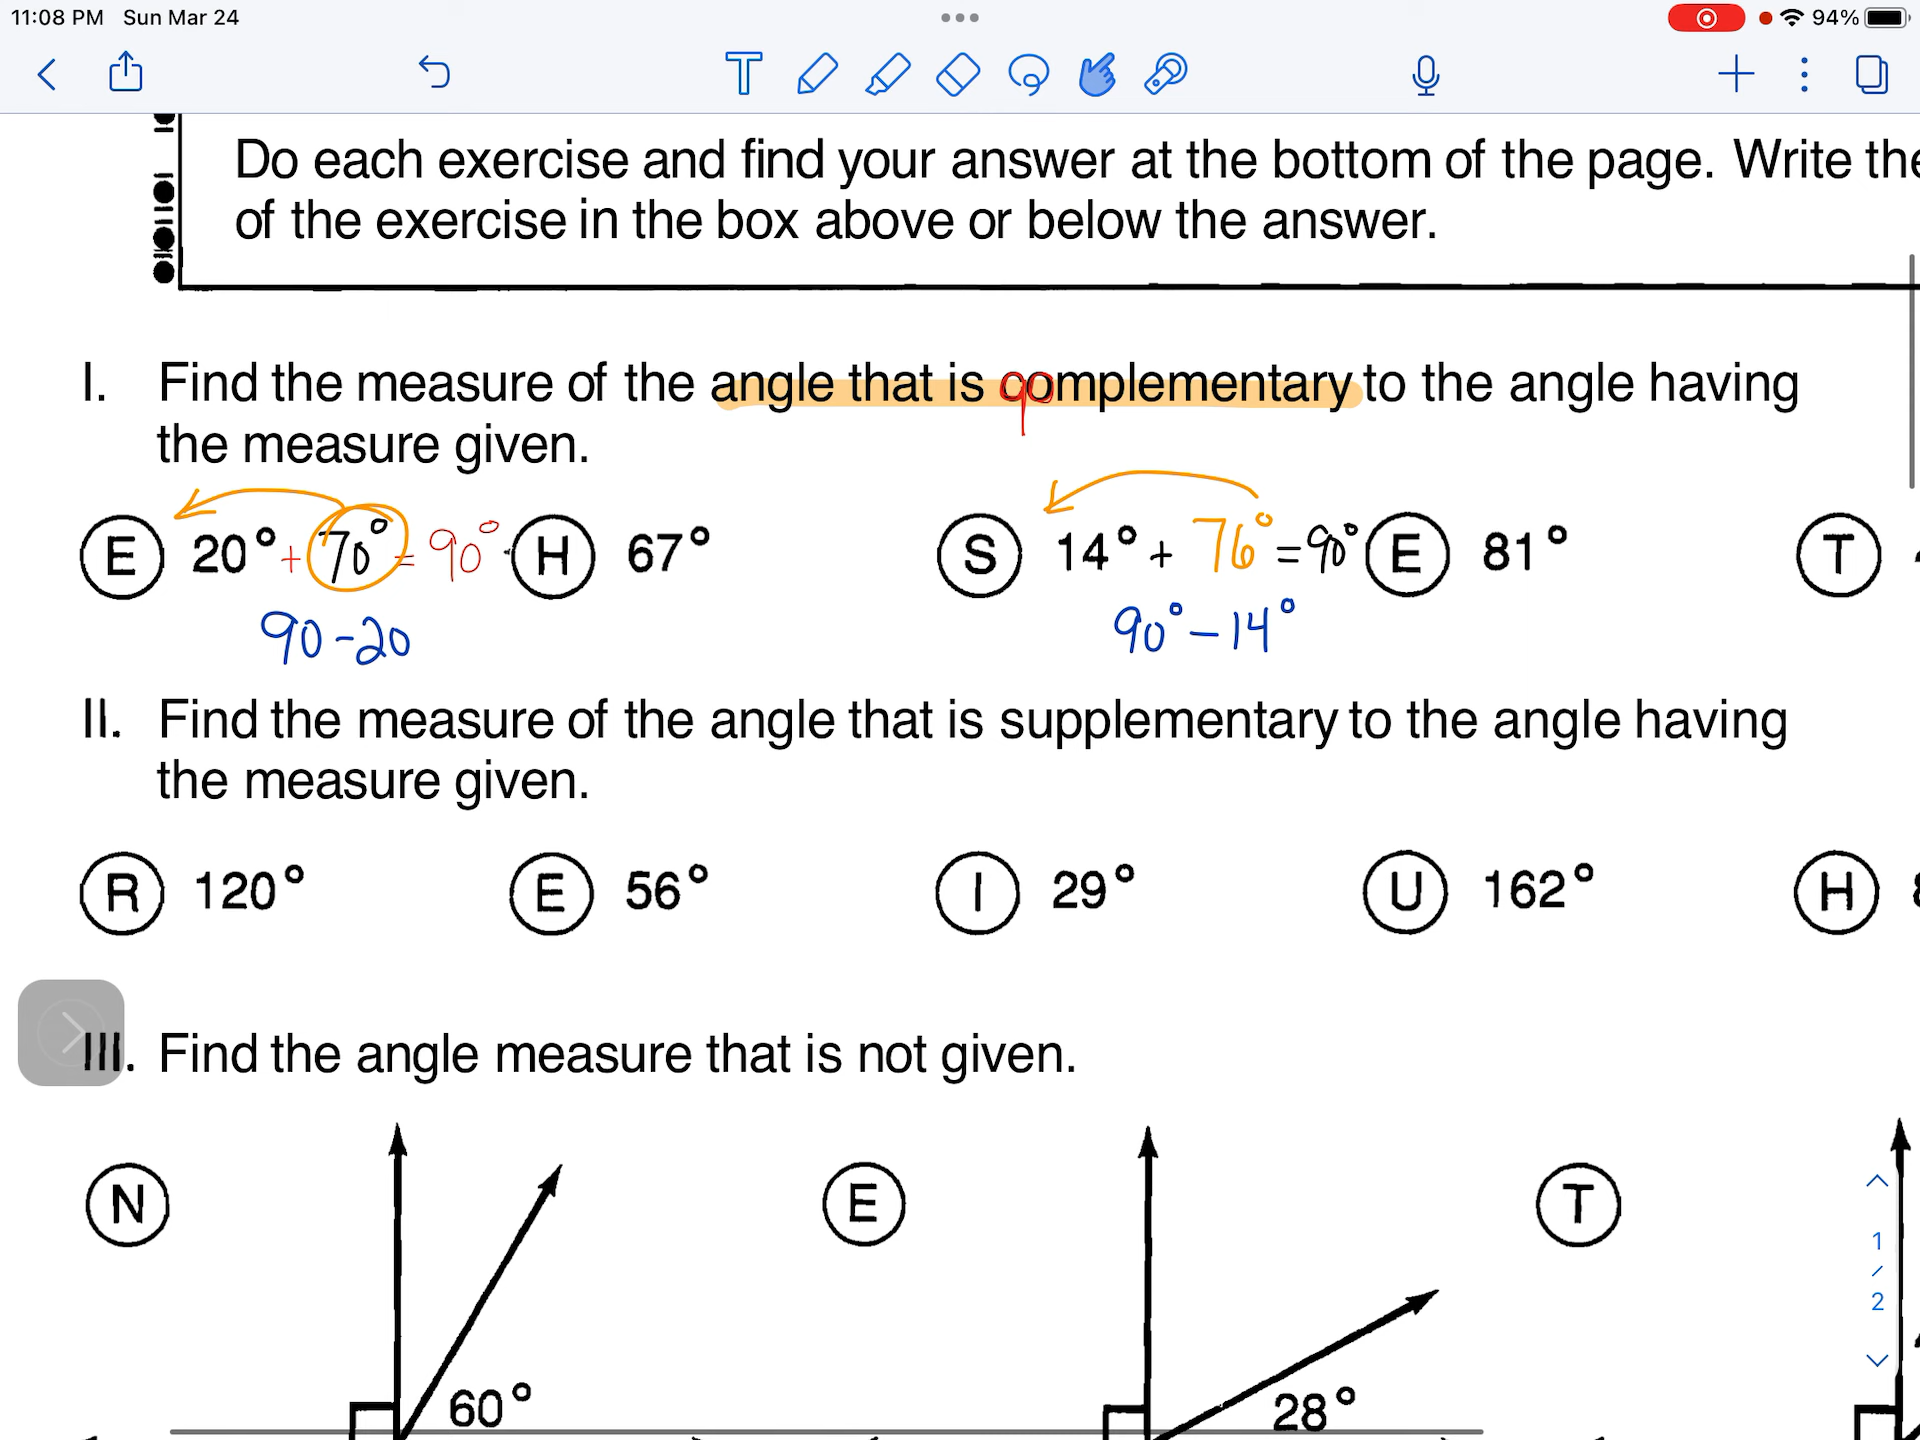 11:08 PM Sun Mar 24
94%
T
Do each exercise and find your answer at the bottom of the page. Write the
of the exercise in the box above or below the answer.
I. Find the measure of the angle that is complementary to the angle having
90
the measure given.
E 20° + 70° = 90° H 67° S 14° + 76° = 90° E 81° T
90-20 90° - 14°
II. Find the measure of the angle that is supplementary to the angle having
the measure given.
R 120° E 56° I 29° U 162° H
III. Find the angle measure that is not given.
N E T
1
/
2
60° 28°